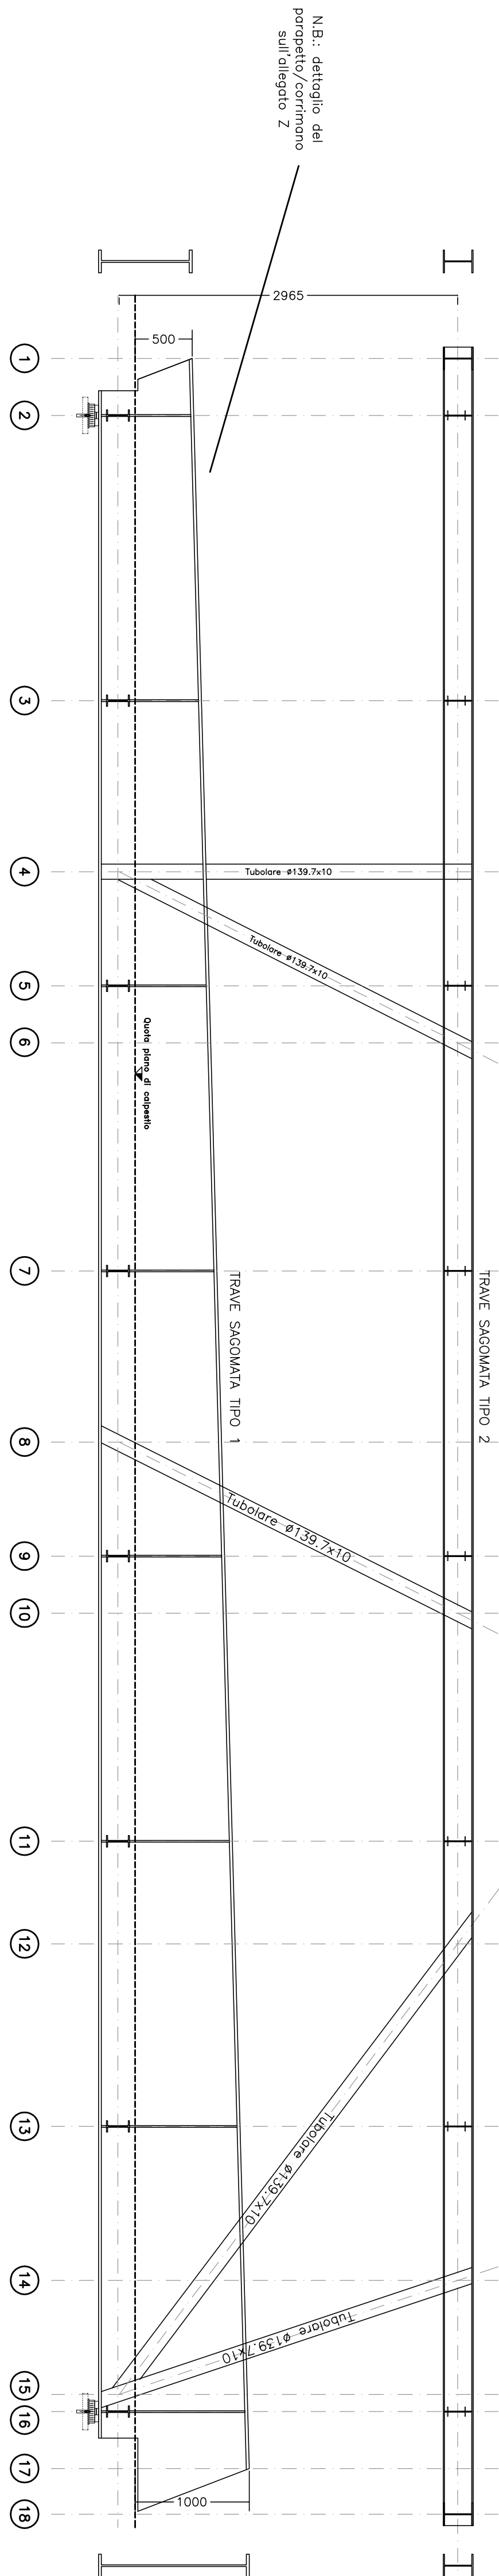 N.B.: dettaglio del
parapetto/corrimano
sull'allegato Z
2965
500
1
2
3
4
Tubolare ø139.7x10
Tubolare ø139.7x10
5
6
Quota piano di calpestio
7
TRAVE SAGOMATA TIPO 1
TRAVE SAGOMATA TIPO 2
8
Tubolare ø139.7x10
9
10
11
12
13
Tubolare ø139.7x10
14
Tubolare ø139.7x10
15
16
17
1000
18